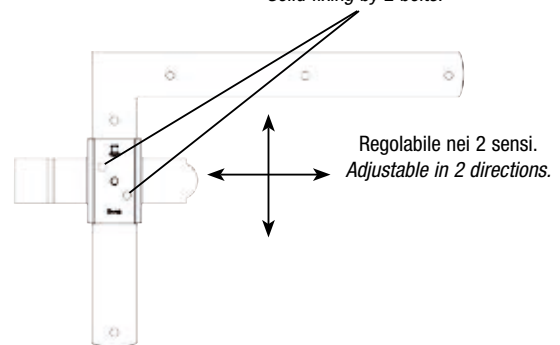 Solid fixing by 2 bolts.
Regolabile nei 2 sensi.
Adjustable in 2 directions.